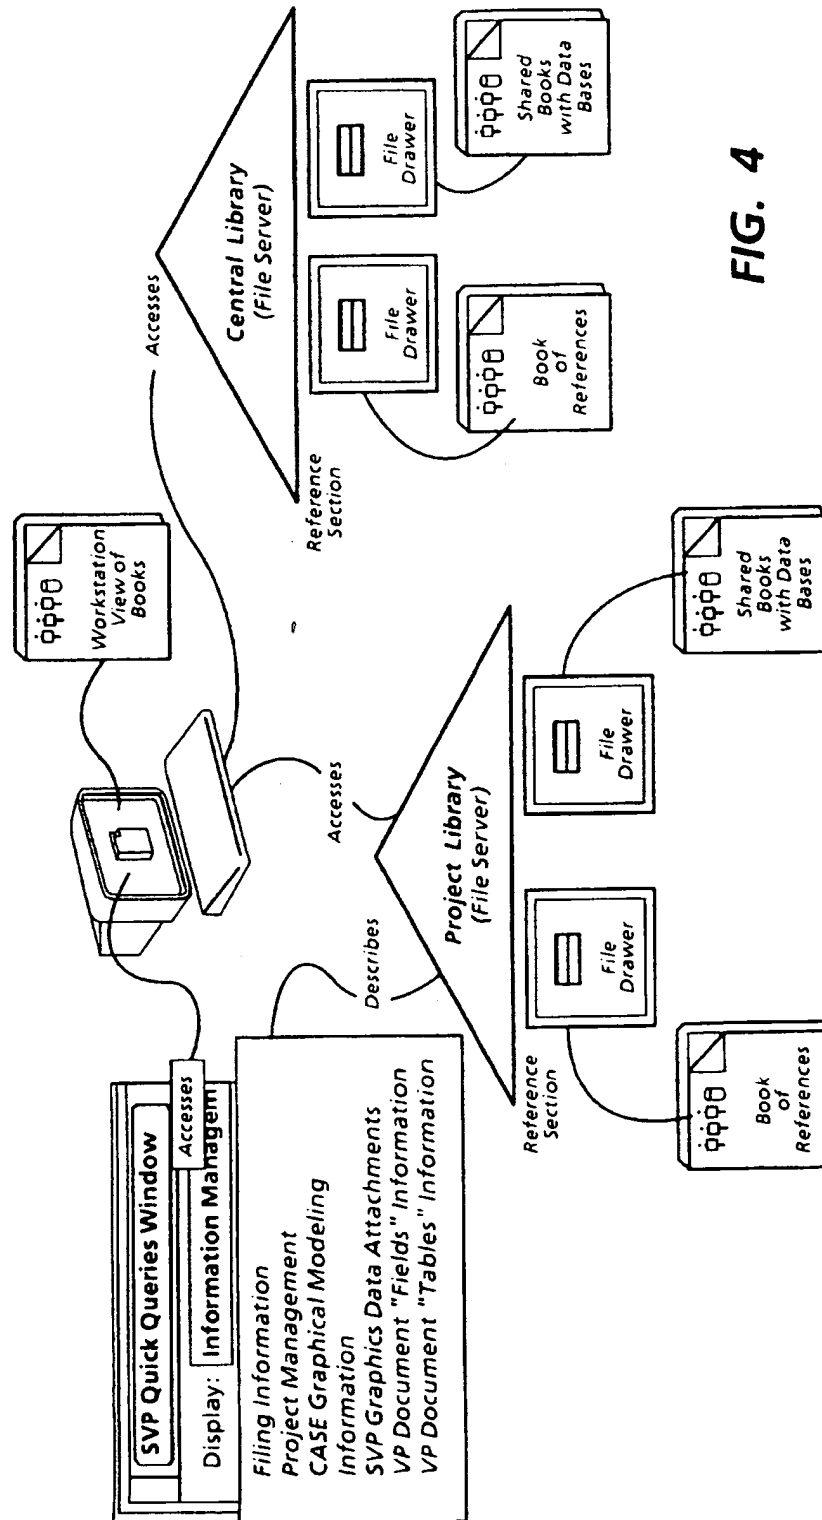 SVP Quick Queries Window
Display: Information Managem
Accesses
Filing Information
Project Management
CASE Graphical Modeling
Information
SVP Graphics Data Attachments
VP Document "Fields" Information
VP Document "Tables" Information
Workstation
View of
Books
Describes
Accesses
Accesses
Project Library
(File Server)
Reference
Section
File
Drawer
File
Drawer
Book
of
References
Shared
Books
with Data
Bases
Central Library
(File Server)
Reference
Section
File
Drawer
File
Drawer
Book
of
References
Shared
Books
with Data
Bases
FIG. 4